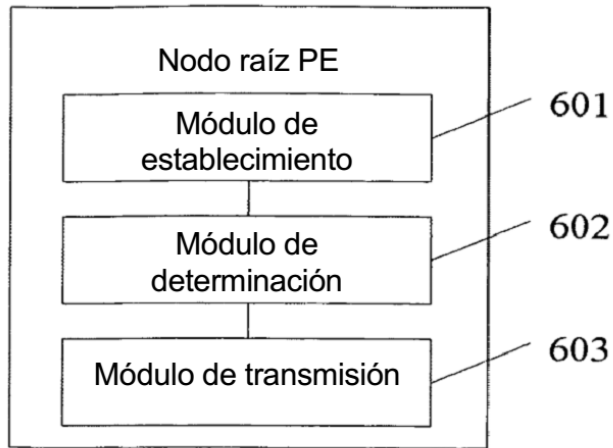 Nodo raíz PE
Módulo de
establecimiento
601
Módulo de
determinación
602
Módulo de transmisión
603